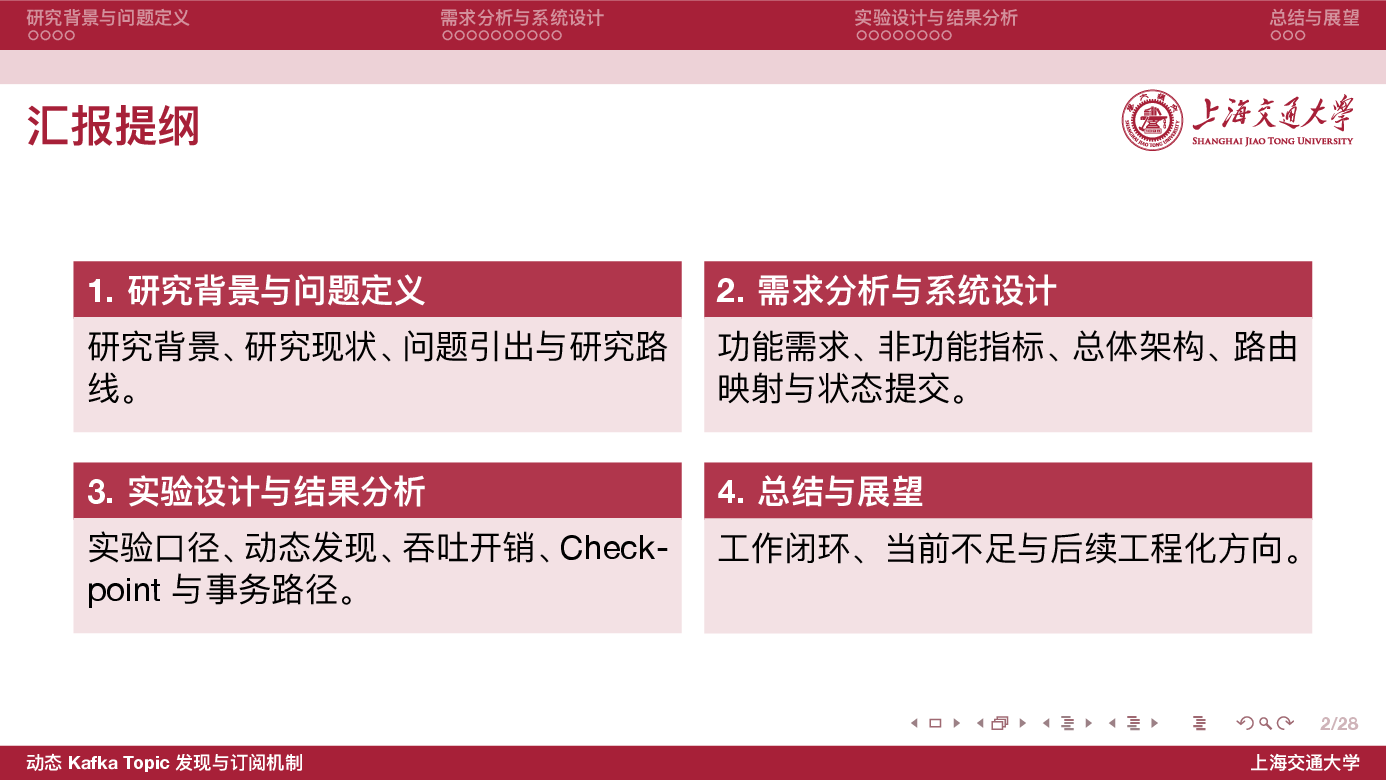 研究背景与问题定义
需求分析与系统设计
实验设计与结果分析
总结与展望
汇报提纲
上海交通大学
SHANGHAI JIAO TONG UNIVERSITY
1. 研究背景与问题定义
研究背景、研究现状、问题引出与研究路
线。
2. 需求分析与系统设计
功能需求、非功能指标、总体架构、路由
映射与状态提交。
3. 实验设计与结果分析
实验口径、动态发现、吞吐开销、Check-
point 与事务路径。
4. 总结与展望
工作闭环、当前不足与后续工程化方向。
2/28
动态 Kafka Topic 发现与订阅机制
上海交通大学